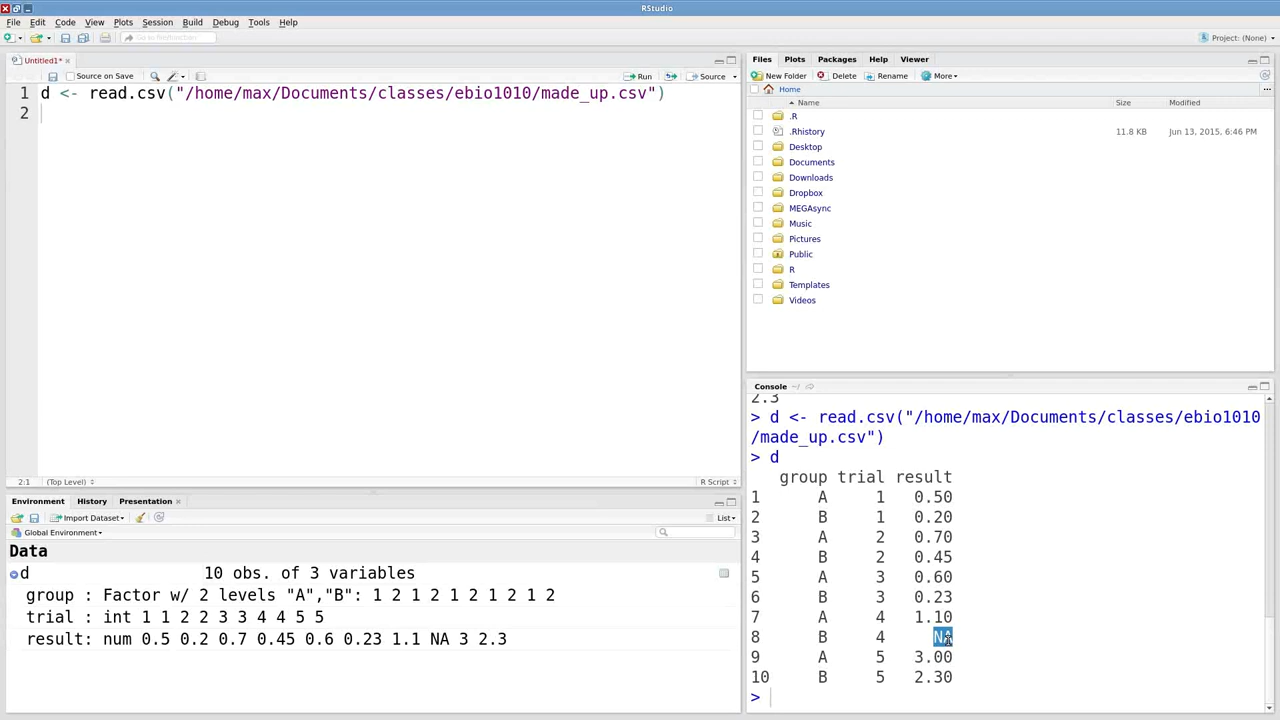 RStudio
File Edit Code View Plots Session Build Debug Tools Help
Go to file/function
Project: (None)
Untitled1*
Source on Save
Run
Source
1 d <- read.csv("/home/max/Documents/classes/ebio1010/made_up.csv")
2
2:1 (Top Level)
R Script
Environment History Presentation
Import Dataset
List
Global Environment
Data
d 10 obs. of 3 variables
group : Factor w/ 2 levels "A","B": 1 2 1 2 1 2 1 2 1 2
trial : int 1 1 2 2 3 3 4 4 5 5
result: num 0.5 0.2 0.7 0.45 0.6 0.23 1.1 NA 3 2.3
Files Plots Packages Help Viewer
New Folder Delete Rename More
Home
Name Size Modified
.R
.Rhistory 11.8 KB Jun 13, 2015, 6:46 PM
Desktop
Documents
Downloads
Dropbox
MEGAsync
Music
Pictures
Public
R
Templates
Videos
Console ~/
2.3
> d <- read.csv("/home/max/Documents/classes/ebio1010
/made_up.csv")
> d
group trial result
1 A 1 0.50
2 B 1 0.20
3 A 2 0.70
4 B 2 0.45
5 A 3 0.60
6 B 3 0.23
7 A 4 1.10
8 B 4 NA
9 A 5 3.00
10 B 5 2.30
>